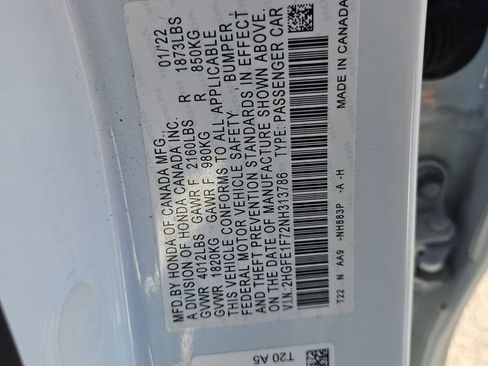 MFD.BY HONDA OF CANADA MFG. 01/'22
A DIVISION OF HONDA CANADA INC.
GVWR 4012LBS GAWR F 2160LBS R 1873LBS
GVWR 1820KG GAWR F 980KG R 850KG
THIS VEHICLE CONFORMS TO ALL APPLICABLE
FEDERAL MOTOR VEHICLE SAFETY, BUMPER,
AND THEFT PREVENTION STANDARDS IN EFFECT
ON THE DATE OF MANUFACTURE SHOWN ABOVE.
V.I.N.:2HGFE1F72NH313786 TYPE: PASSENGER CAR
T22 N AA9 -NH883P -A -H MADE IN CANADA
T20 A5